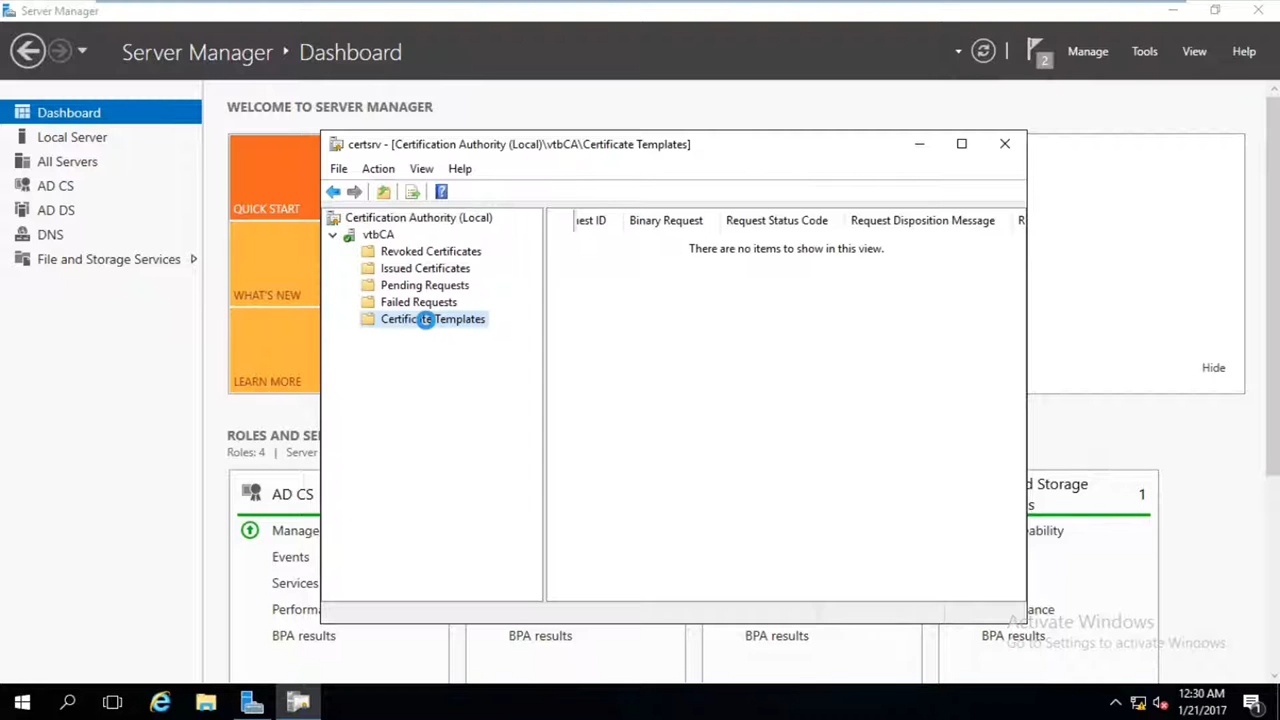 Server Manager
Server Manager ‣ Dashboard
Manage
Tools
View
Help
2
Dashboard
Local Server
All Servers
AD CS
AD DS
DNS
File and Storage Services
WELCOME TO SERVER MANAGER
QUICK START
WHAT'S NEW
LEARN MORE
Hide
certsrv - [Certification Authority (Local)\vtbCA\Certificate Templates]
File Action View Help
Certification Authority (Local)
vtbCA
Revoked Certificates
Issued Certificates
Pending Requests
Failed Requests
Certificate Templates
uest ID Binary Request Request Status Code Request Disposition Message R
There are no items to show in this view.
ROLES AND SE
Roles: 4 | Server
AD CS
Manage
Events
Services
Perform
BPA results
BPA results
BPA results
d Storage
s
1
ability
ance
BPA results
Activate Windows
Go to Settings to activate Windows.
12:30 AM
1/21/2017
1